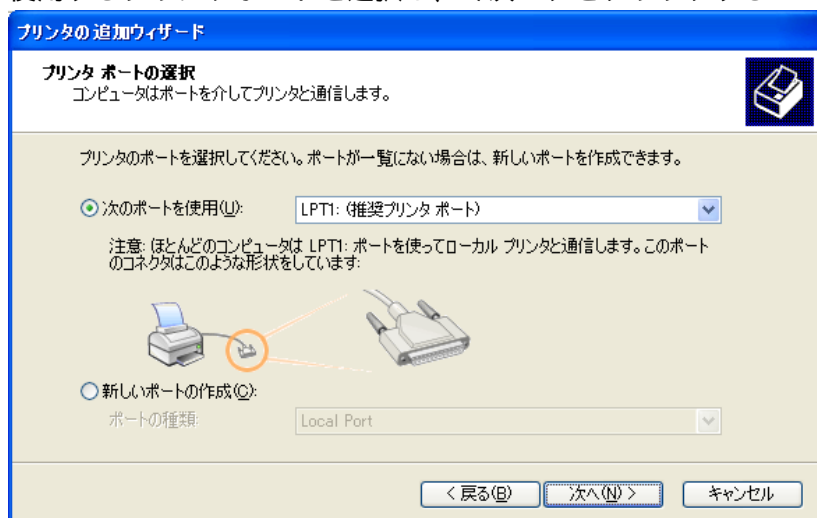 プリンタの追加ウィザード
プリンタ ポートの選択
コンピュータはポートを介してプリンタと通信します。
プリンタのポートを選択してください。ポートが一覧にない場合は、新しいポートを作成できます。
次のポートを使用(U): LPT1: (推奨プリンタ ポート)
注意: ほとんどのコンピュータは LPT1: ポートを使ってローカル プリンタと通信します。このポート
のコネクタはこのような形状をしています:
新しいポートの作成(C):
ポートの種類: Local Port
< 戻る(B) 次へ(N) > キャンセル